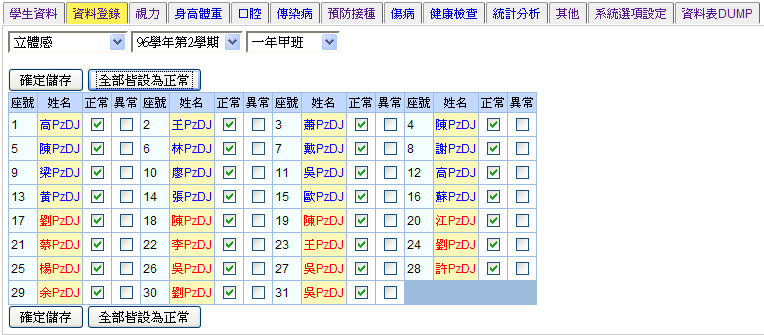 學生資料 資料登錄 視力 身高體重 口腔 傳染病 預防接種 傷病 健康檢查 統計分析 其他 系統選項設定 資料表DUMP
立體感 96學年第2學期 一年甲班
確定儲存 全部皆設為正常
座號 姓名 正常 異常 座號 姓名 正常 異常 座號 姓名 正常 異常 座號 姓名 正常 異常
1 高PzDJ 2 王PzDJ 3 蕭PzDJ 4 陳PzDJ
5 陳PzDJ 6 林PzDJ 7 戴PzDJ 8 謝PzDJ
9 梁PzDJ 10 廖PzDJ 11 吳PzDJ 12 高PzDJ
13 黃PzDJ 14 張PzDJ 15 歐PzDJ 16 蘇PzDJ
17 劉PzDJ 18 陳PzDJ 19 陳PzDJ 20 江PzDJ
21 蔡PzDJ 22 李PzDJ 23 王PzDJ 24 劉PzDJ
25 楊PzDJ 26 吳PzDJ 27 吳PzDJ 28 許PzDJ
29 余PzDJ 30 劉PzDJ 31 吳PzDJ
確定儲存 全部皆設為正常